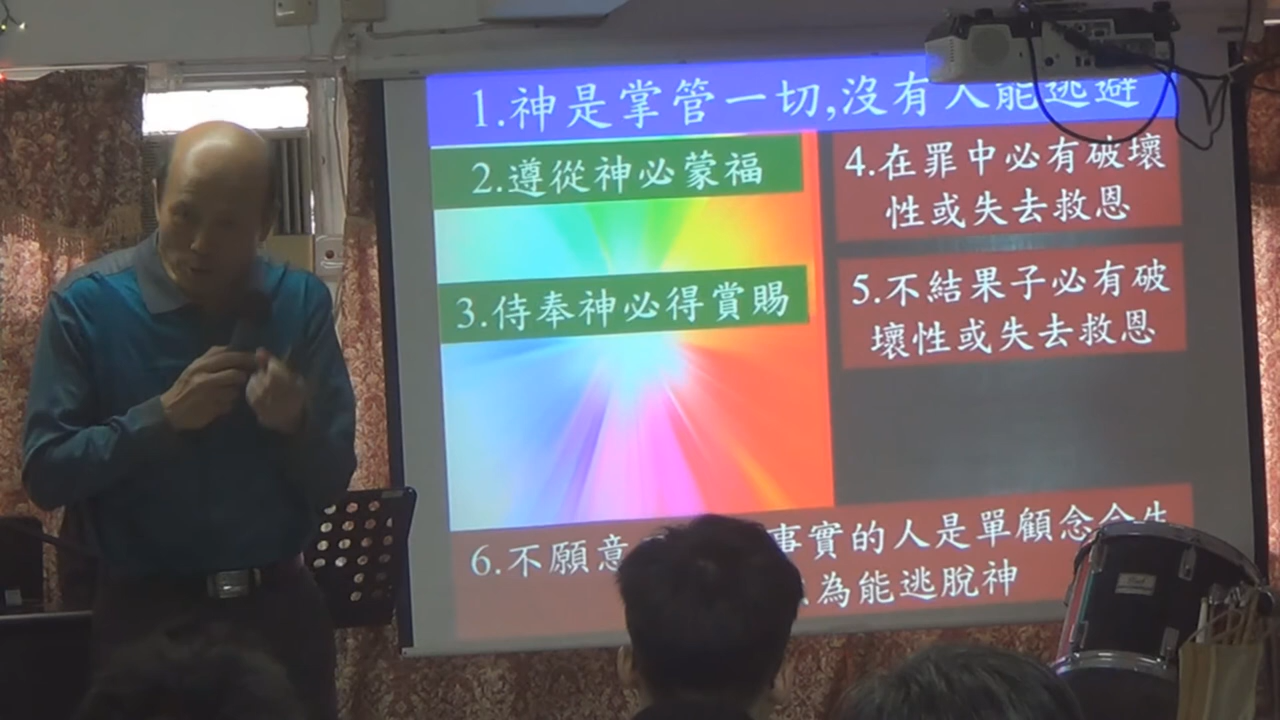 1.神是掌管一切,沒有人能逃避
2.遵從神必蒙福
3.侍奉神必得賞賜
4.在罪中必有破壞
性或失去救恩
5.不結果子必有破
壞性或失去救恩
6.不願意 事實的人是單顧念今生
為能逃脫神